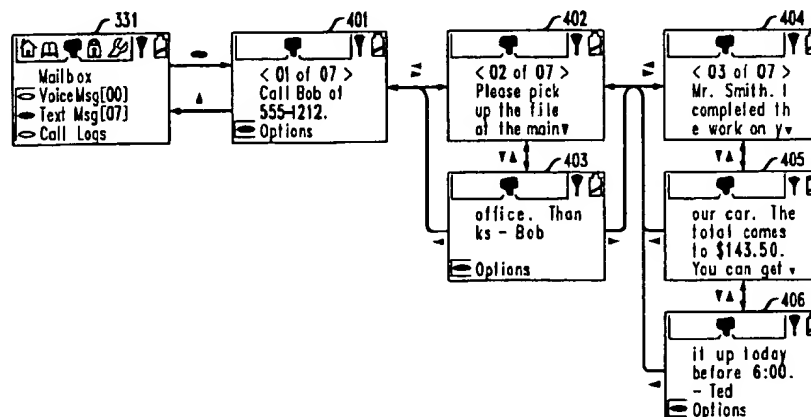 331
Mailbox
VoiceMsg[00]
Text Msg[07]
Call Logs
401
< 01 of 07 >
Call Bob at
555-1212.
Options
402
< 02 of 07 >
Please pick
up the file
at the main
403
office. Than
ks - Bob
Options
404
< 03 of 07 >
Mr. Smith. I
completed th
e work on y
405
our car. The
total comes
to $143.50.
You can get
406
it up today
before 6:00.
- Ted
Options